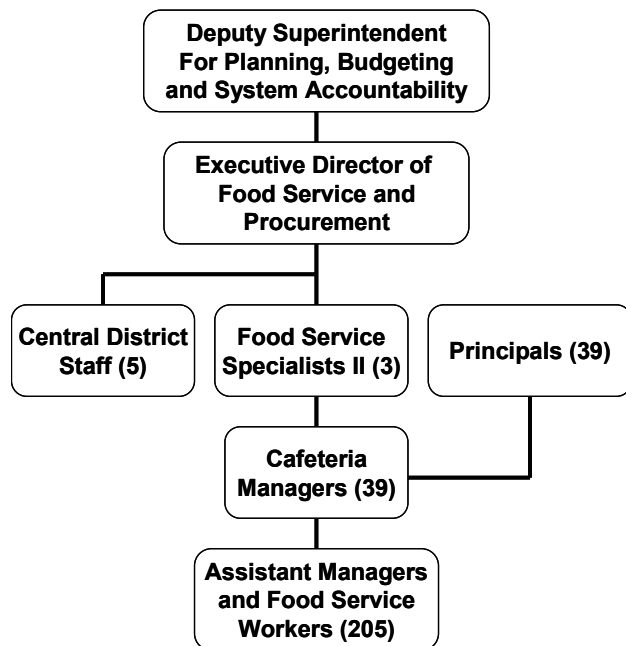 Deputy Superintendent
For Planning, Budgeting
and System Accountability
Executive Director of
Food Service and
Procurement
Central District
Staff (5)
Food Service
Specialists II (3)
Principals (39)
Cafeteria
Managers (39)
Assistant Managers
and Food Service
Workers (205)